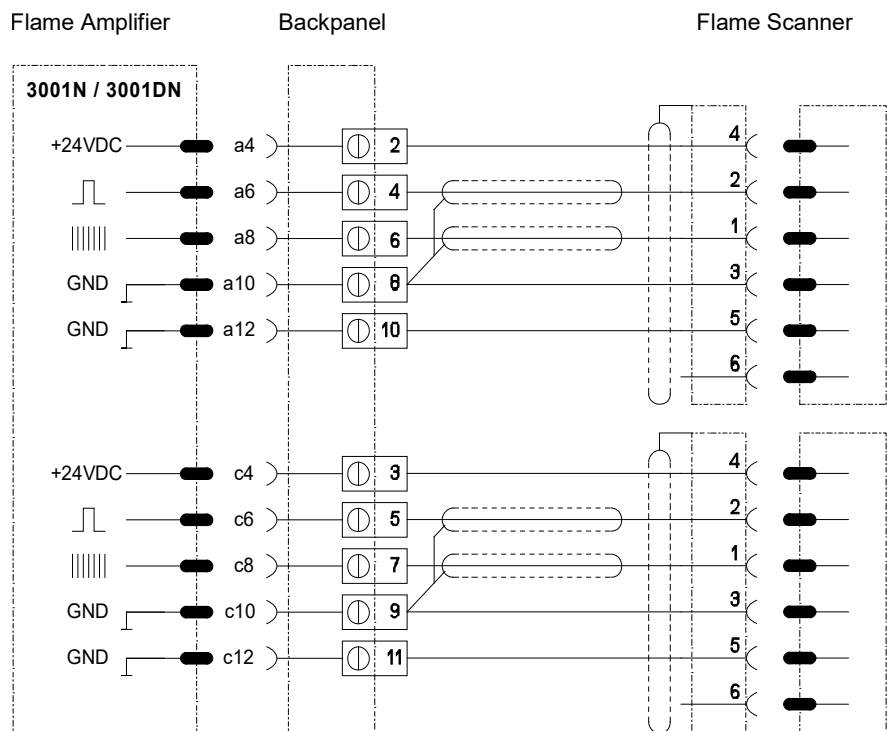 Flame Amplifier Backpanel Flame Scanner
3001N / 3001DN
+24VDC a4 2 4
a6 4 2
a8 6 1
GND a10 8 3
GND a12 10 5
6
+24VDC c4 3 4
c6 5 2
c8 7 1
GND c10 9 3
GND c12 11 5
6